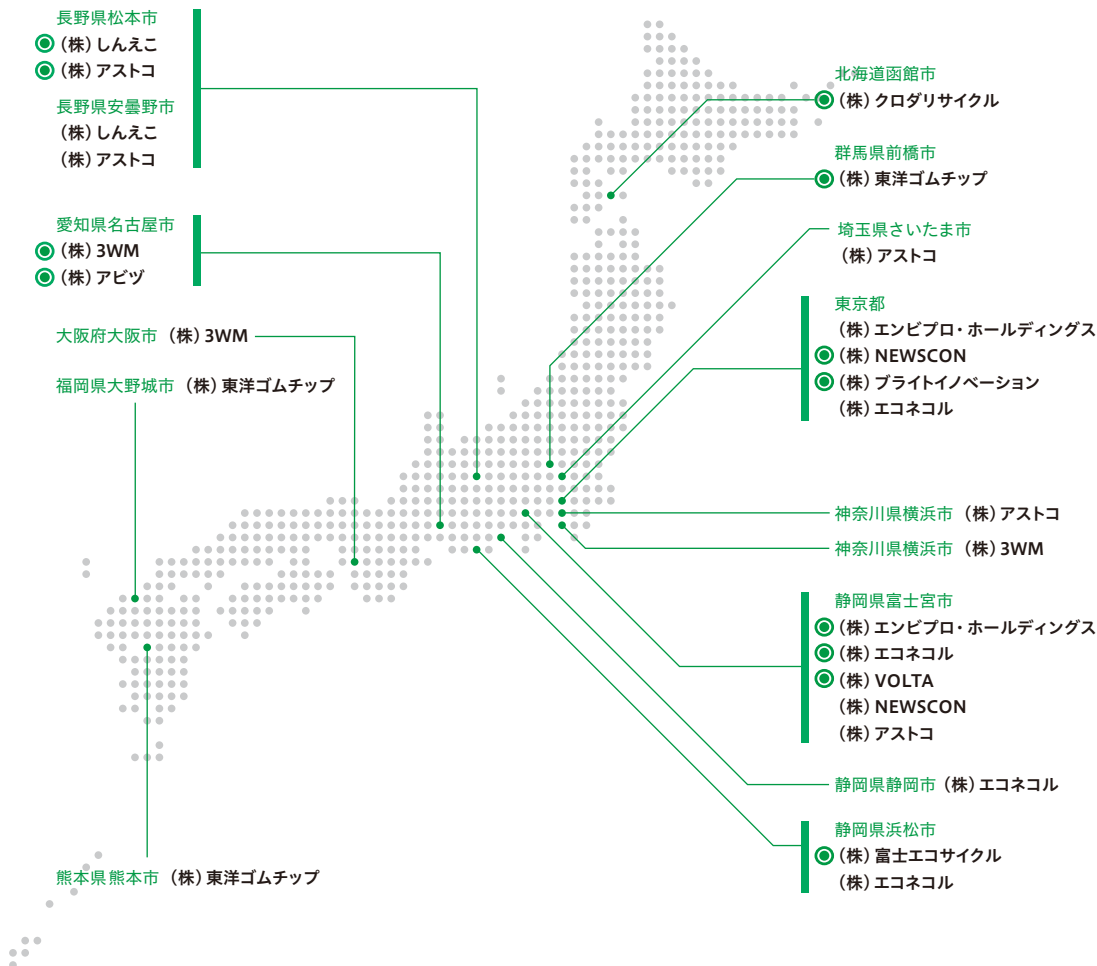 長野県松本市
(株)しんえこ
(株)アストコ
長野県安曇野市
(株)しんえこ
(株)アストコ
愛知県名古屋市
(株)3WM
(株)アビヅ
大阪府大阪市 (株)3WM
福岡県大野城市 (株)東洋ゴムチップ
熊本県熊本市 (株)東洋ゴムチップ
北海道函館市
(株)クロダリサイクル
群馬県前橋市
(株)東洋ゴムチップ
埼玉県さいたま市
(株)アストコ
東京都
(株)エンビプロ・ホールディングス
(株)NEWSCON
(株)ブライトイノベーション
(株)エコネコル
神奈川県横浜市 (株)アストコ
神奈川県横浜市 (株)3WM
静岡県富士宮市
(株)エンビプロ・ホールディングス
(株)エコネコル
(株)VOLTA
(株)NEWSCON
(株)アストコ
静岡県静岡市 (株)エコネコル
静岡県浜松市
(株)富士エコサイクル
(株)エコネコル